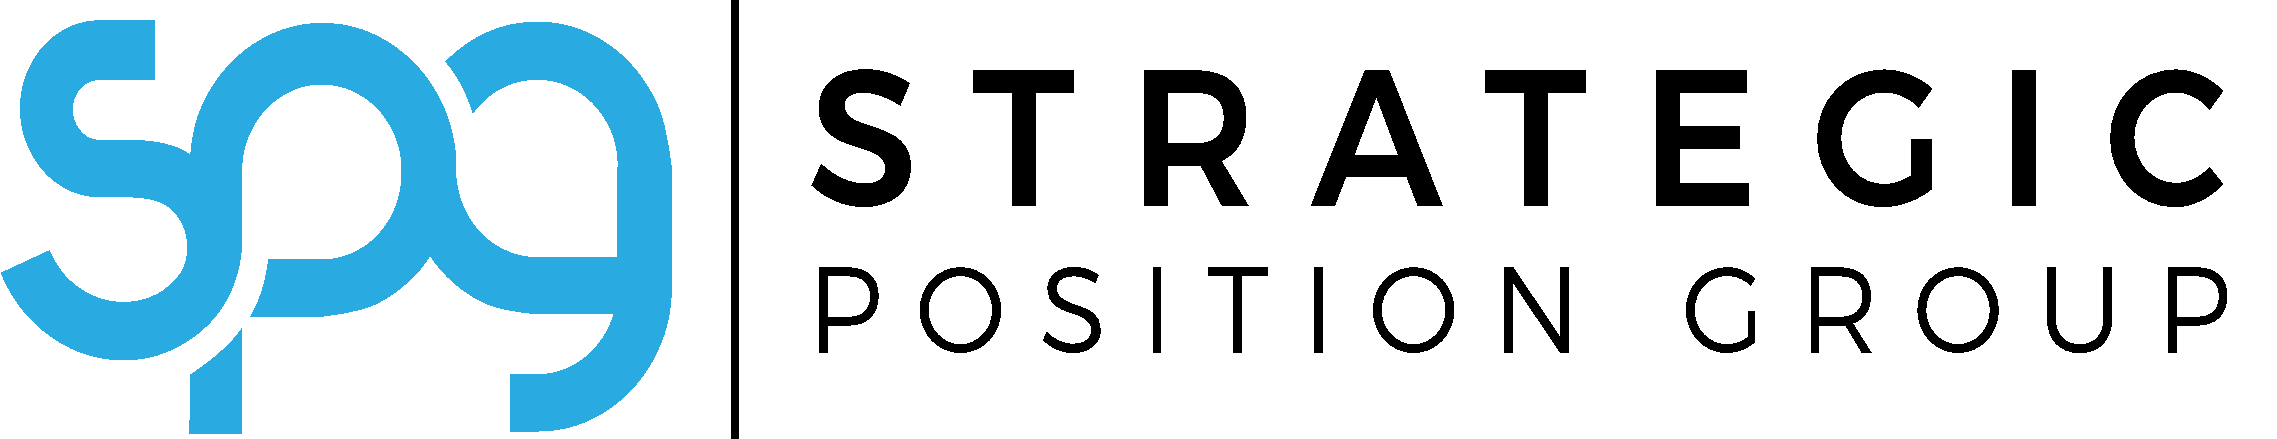 spg
STRATEGIC
POSITION GROUP